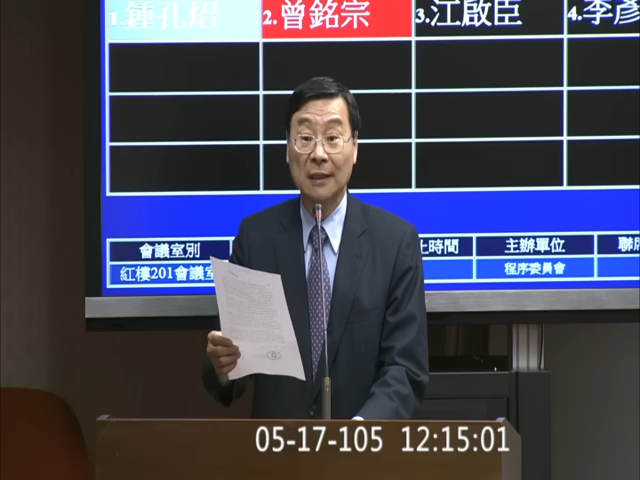 1.鍾孔炤 2.曾銘宗 3.江啟臣 4.李彥
會議室別 止時間 主辦單位 聯席
紅樓201會議室 程序委員會
05-17-105 12:15:01